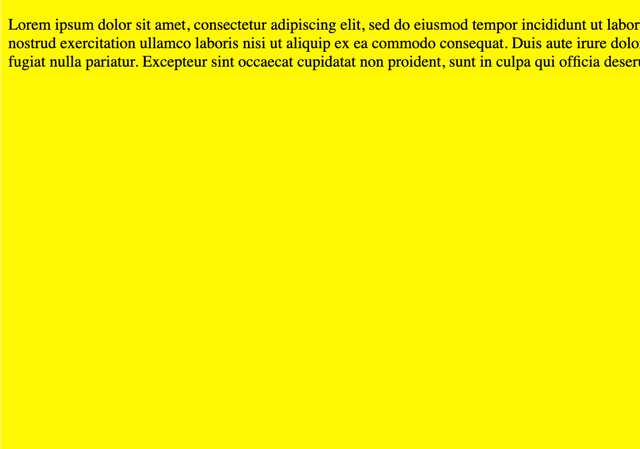 Lorem ipsum dolor sit amet, consectetur adipiscing elit, sed do eiusmod tempor incididunt ut labor
nostrud exercitation ullamco laboris nisi ut aliquip ex ea commodo consequat. Duis aute irure dolo
fugiat nulla pariatur. Excepteur sint occaecat cupidatat non proident, sunt in culpa qui officia deseru